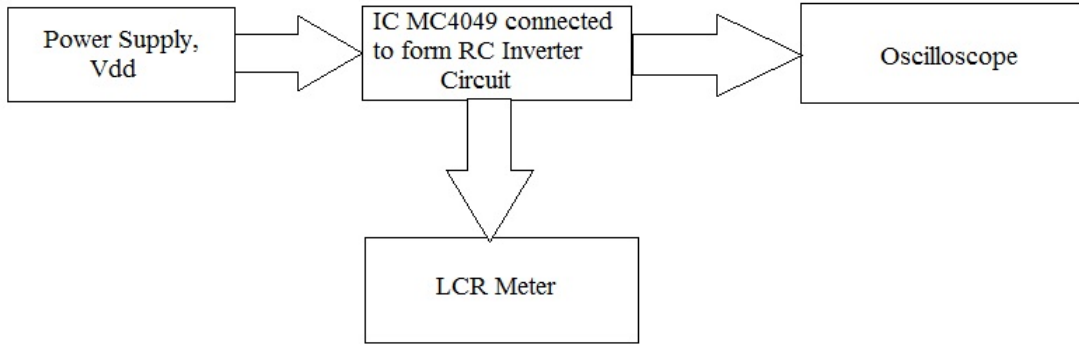 Power Supply,
Vdd
IC MC4049 connected
to form RC Inverter
Circuit
Oscilloscope
LCR Meter